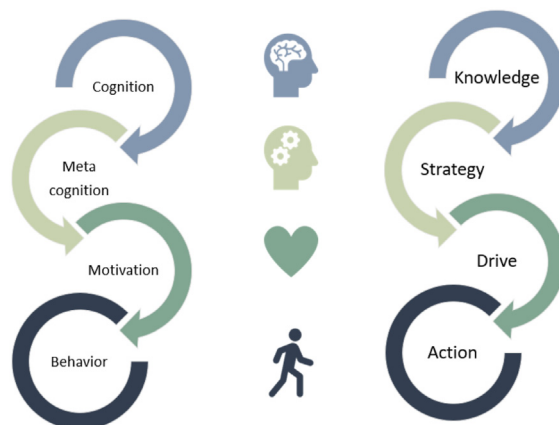 Cognition
Knowledge
Meta
cognition
Strategy
Motivation
Drive
Behavior
Action